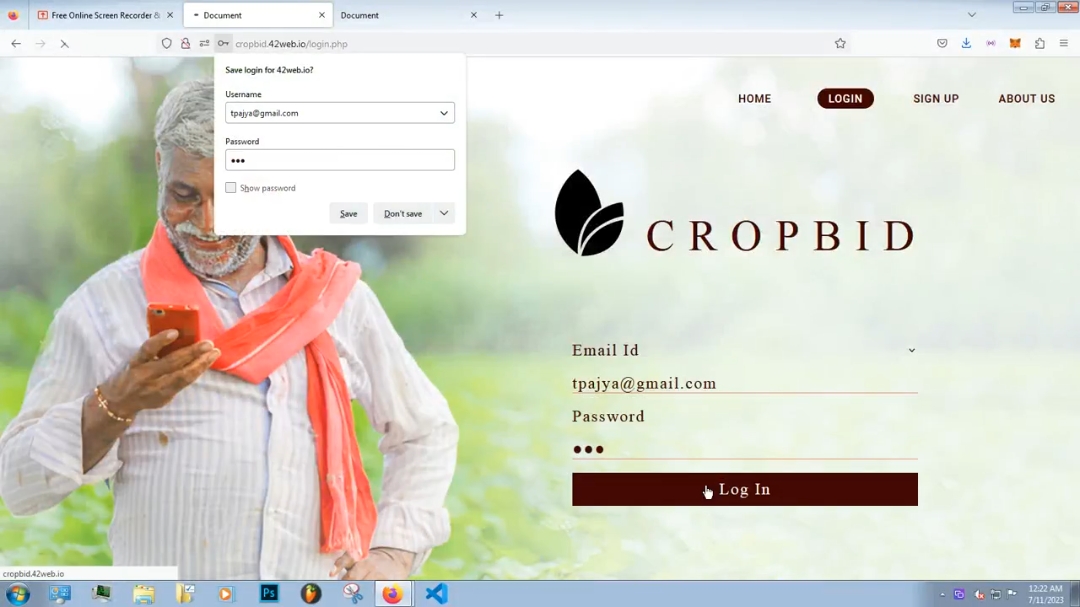 Free Online Screen Recorder &
Document
Document
cropbid.42web.io/login.php
Save login for 42web.io?
Username
tpajya@gmail.com
Password
Show password
Save
Don't save
HOME
LOGIN
SIGN UP
ABOUT US
CROPBID
Email Id
tpajya@gmail.com
Password
Log In
cropbid.42web.io
Ps
12:22 AM
7/11/2023